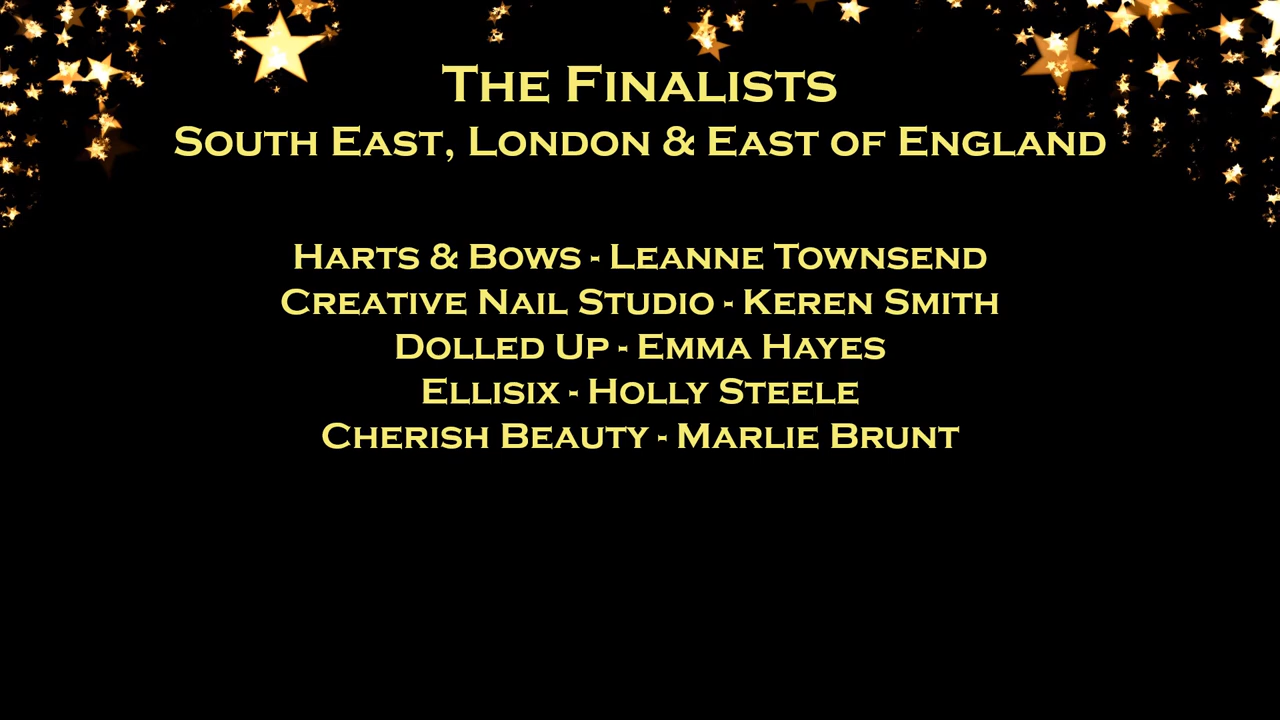 The Finalists
South East, London & East of England
Harts & Bows - Leanne Townsend
Creative Nail Studio - Keren Smith
Dolled Up - Emma Hayes
Ellisix - Holly Steele
Cherish Beauty - Marlie Brunt